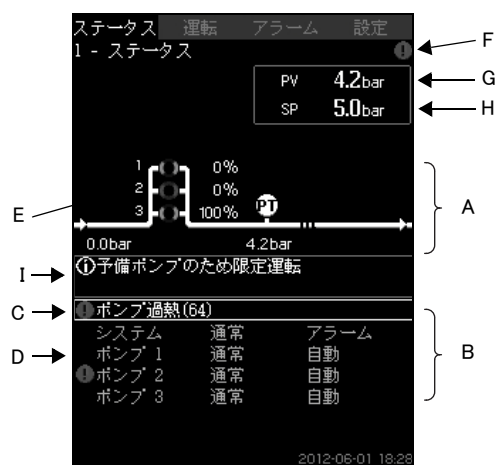 ステータス 運転 アラーム 設定
1 - ステータス
F
PV 4.2bar
G
SP 5.0bar
H
1 0%
2 0%
3 100%
PT
E
A
0.0bar 4.2bar
I
予備ポンプのため限定運転
C
ポンプ過熱(64)
システム 通常 アラーム
D
ポンプ 1 通常 自動
B
ポンプ 2 通常 自動
ポンプ 3 通常 自動
2012-06-01 18:28